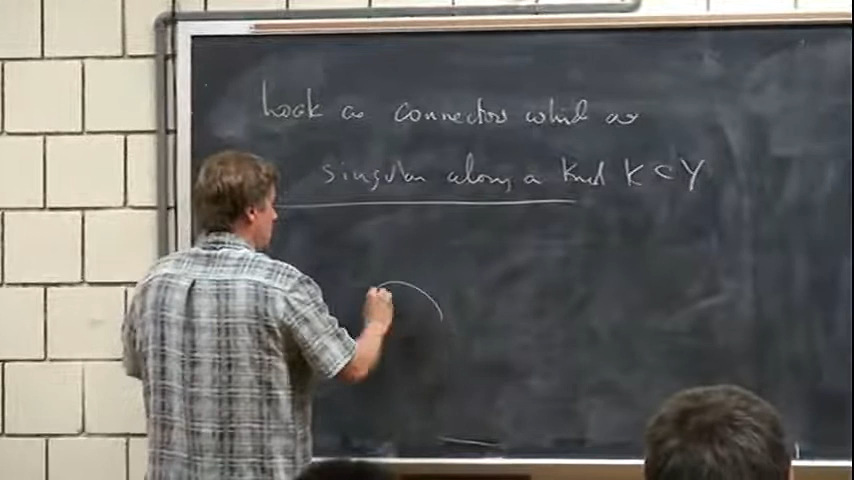 Look at connections which are
singular along a knot K ⊂ Y